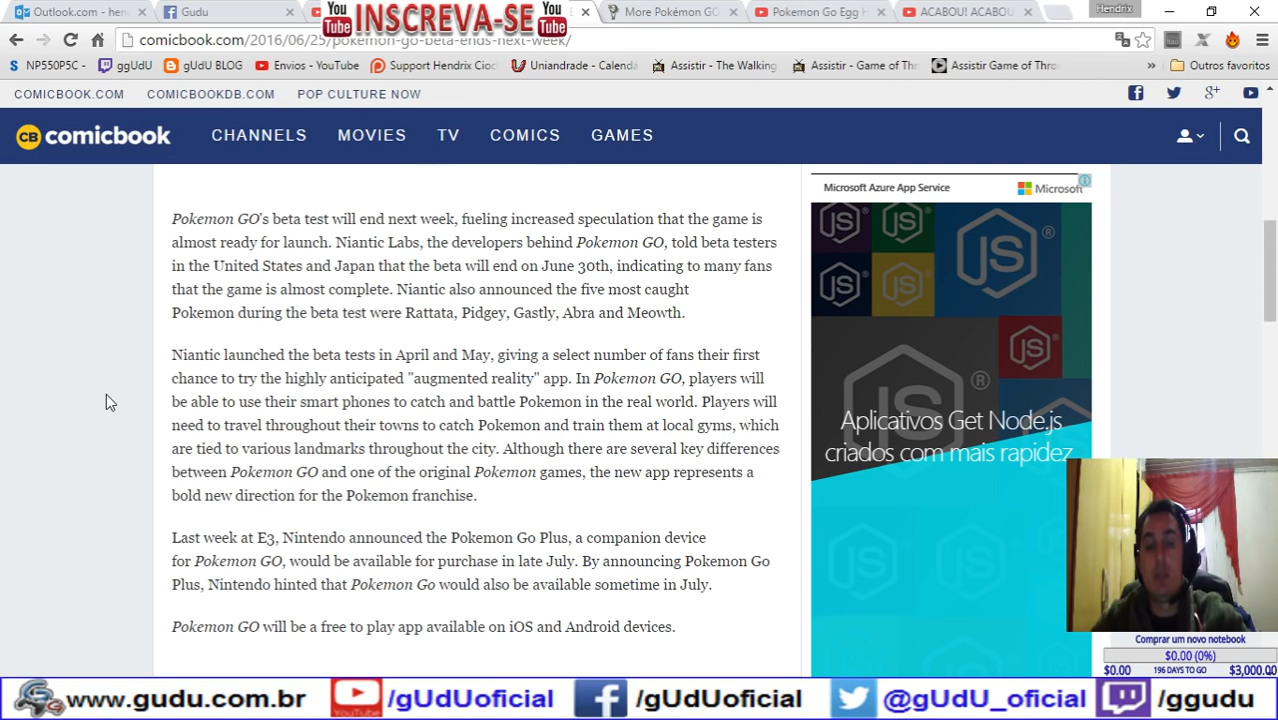 Outlook.com - hen
Gudu
You Tube INSCREVA-SE You Tube
More Pokémon GO
Pokemon Go Egg H
ACABOU! ACABOU
Hendrix
comicbook.com/2016/06/25/pokemon-go-beta-ends-next-week/
NP550P5C -
ggUdU
gUdU BLOG
Envios - YouTube
Support Hendrix Cioc
Uniandrade - Calenda
Assistir - The Walking
Assistir - Game of Thr
Assistir Game of Thro
»
Outros favoritos
COMICBOOK.COM
COMICBOOKDB.COM
POP CULTURE NOW
CB comicbook
CHANNELS
MOVIES
TV
COMICS
GAMES
Pokemon GO's beta test will end next week, fueling increased speculation that the game is
almost ready for launch. Niantic Labs, the developers behind Pokemon GO, told beta testers
in the United States and Japan that the beta will end on June 30th, indicating to many fans
that the game is almost complete. Niantic also announced the five most caught
Pokemon during the beta test were Rattata, Pidgey, Gastly, Abra and Meowth.
Niantic launched the beta tests in April and May, giving a select number of fans their first
chance to try the highly anticipated "augmented reality" app. In Pokemon GO, players will
be able to use their smart phones to catch and battle Pokemon in the real world. Players will
need to travel throughout their towns to catch Pokemon and train them at local gyms, which
are tied to various landmarks throughout the city. Although there are several key differences
between Pokemon GO and one of the original Pokemon games, the new app represents a
bold new direction for the Pokemon franchise.
Last week at E3, Nintendo announced the Pokemon Go Plus, a companion device
for Pokemon GO, would be available for purchase in late July. By announcing Pokemon Go
Plus, Nintendo hinted that Pokemon Go would also be available sometime in July.
Pokemon GO will be a free to play app available on iOS and Android devices.
Microsoft Azure App Service
Microsoft
JS
JS
JS ®
JS
JS
JS
JS ®
Aplicativos Get Node.js
criados com mais rapidez
Comprar um novo notebook
$0.00 (0%)
$0.00
196 DAYS TO GO
$3,000.00
www.gudu.com.br
YouTube
/gUdUoficial
/gUdUoficial
@gUdU_oficial
/ggudu